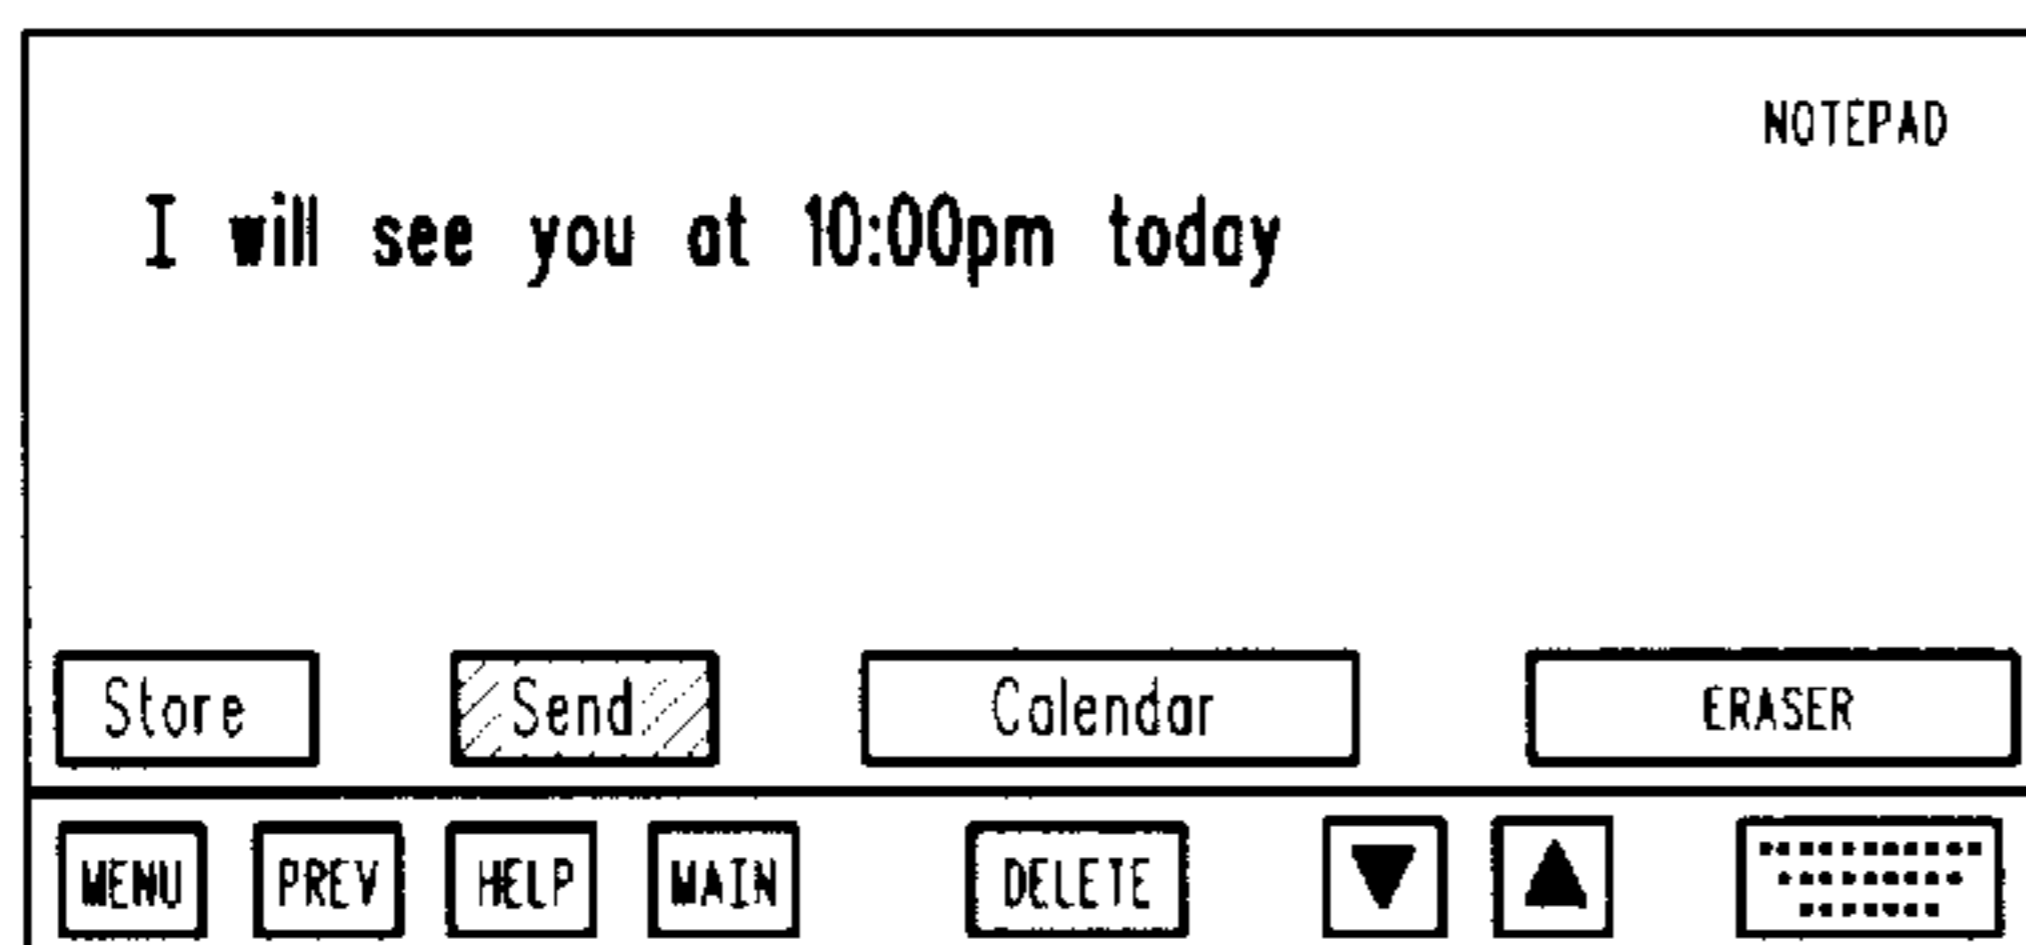 NOTEPAD
I will see you at 10:00pm today
Store Send Calendar ERASER
MENU PREV HELP MAIN DELETE